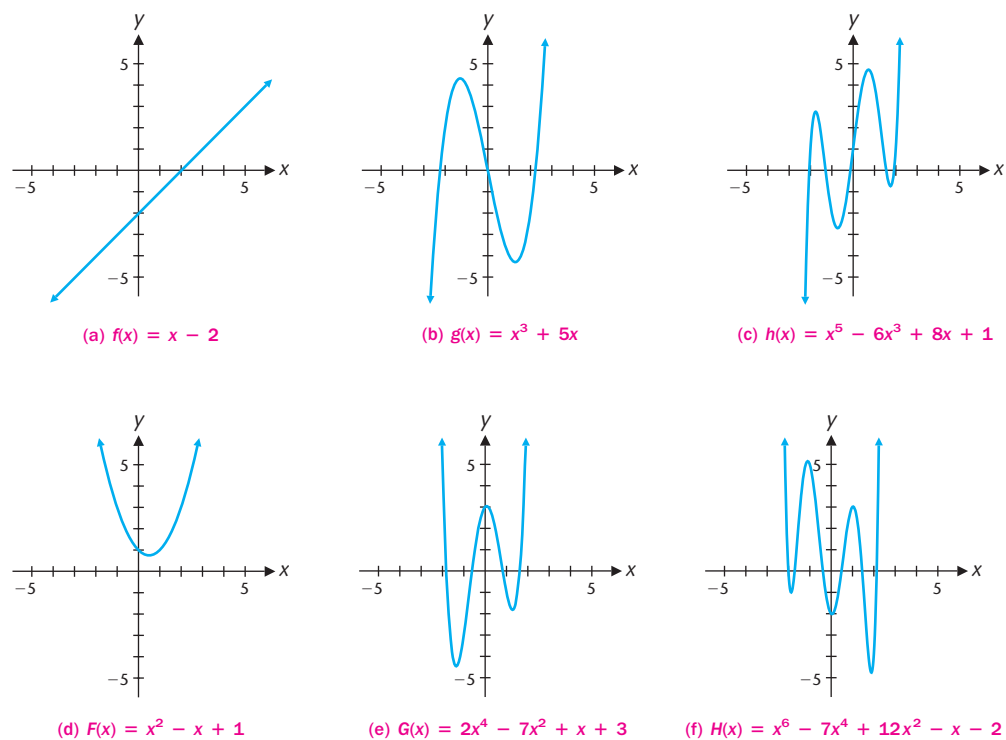 y
5
x
−5
5
−5
(a) f(x) = x − 2
y
5
x
−5
5
−5
(b) g(x) = x³ + 5x
y
5
x
−5
5
−5
(c) h(x) = x⁵ − 6x³ + 8x + 1
y
5
x
−5
5
−5
(d) F(x) = x² − x + 1
y
5
x
−5
5
−5
(e) G(x) = 2x⁴ − 7x² + x + 3
y
5
x
−5
5
−5
(f) H(x) = x⁶ − 7x⁴ + 12x² − x − 2